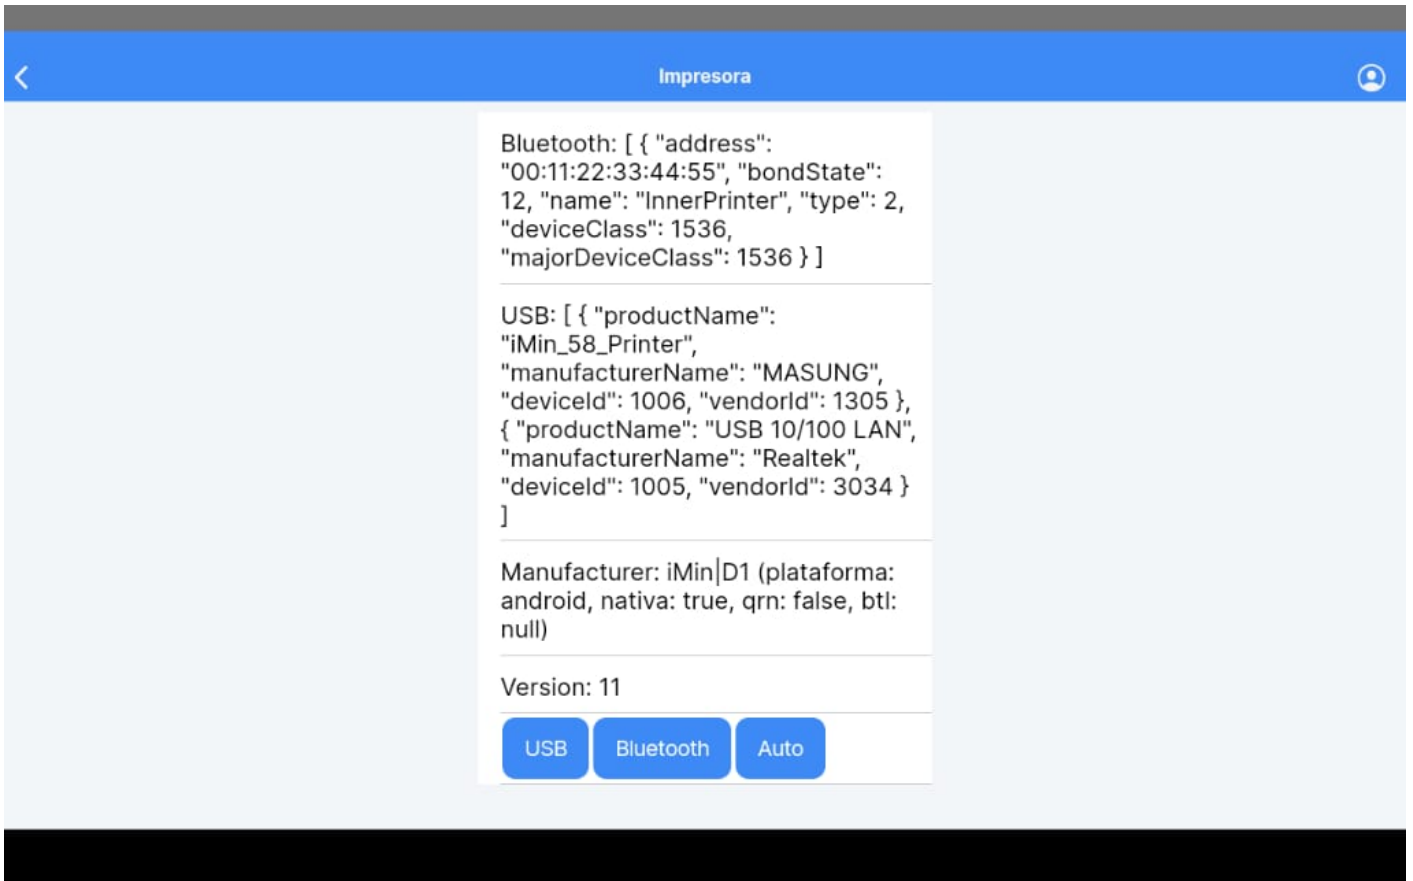 Impresora
Bluetooth: [ { "address":
"00:11:22:33:44:55", "bondState":
12, "name": "InnerPrinter", "type": 2,
"deviceClass": 1536,
"majorDeviceClass": 1536 } ]
USB: [ { "productName":
"iMin_58_Printer",
"manufacturerName": "MASUNG",
"deviceId": 1006, "vendorId": 1305 },
{ "productName": "USB 10/100 LAN",
"manufacturerName": "Realtek",
"deviceId": 1005, "vendorId": 3034 }
]
Manufacturer: iMin|D1 (plataforma:
android, nativa: true, qrn: false, btl:
null)
Version: 11
USB Bluetooth Auto